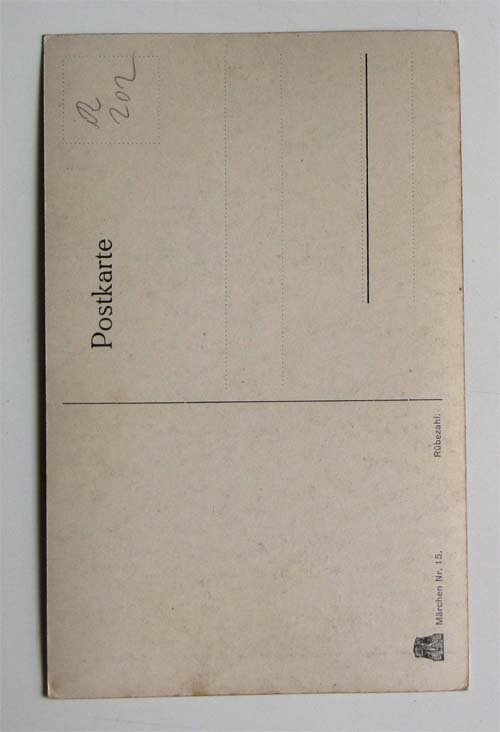 202
Postkarte
Märchen Nr. 15.
Rübezahl.